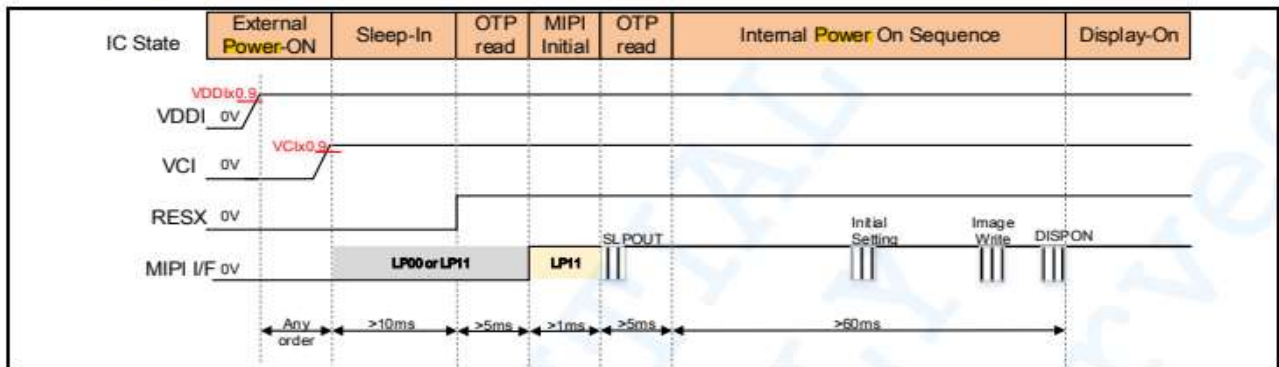 IC State
External
Power-ON
Sleep-In
OTP
read
MIPI
Initial
OTP
read
Internal Power On Sequence
Display-On
VDDIx0.9
VDDI 0V
VCIx0.9
VCI 0V
RESX 0V
SLPOUT
Initial
Setting
Image
Write
DISPON
MIPI I/F 0V
LP00 or LP11
LP11
Any
order
>10ms
>5ms
>1ms
>5ms
>60ms